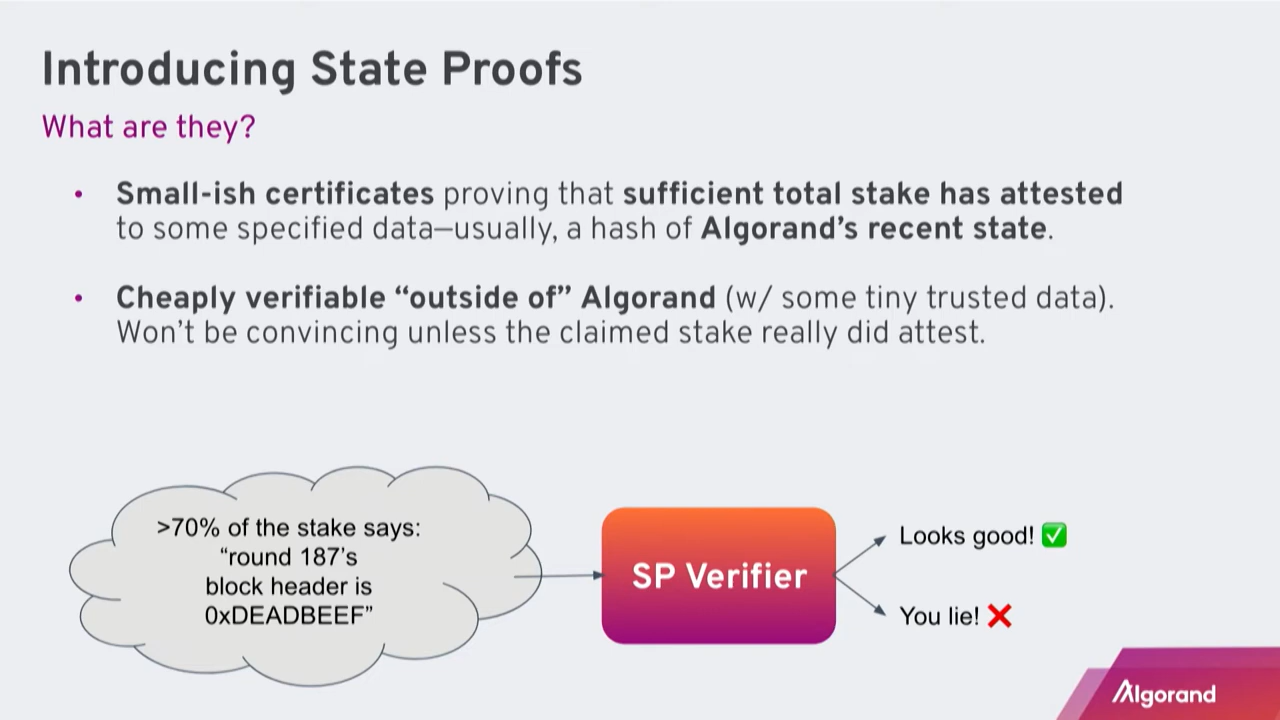 Introducing State Proofs
What are they?
• Small-ish certificates proving that sufficient total stake has attested
to some specified data—usually, a hash of Algorand’s recent state.
• Cheaply verifiable “outside of” Algorand (w/ some tiny trusted data).
Won’t be convincing unless the claimed stake really did attest.
>70% of the stake says:
“round 187’s
block header is
0xDEADBEEF”
SP Verifier
Looks good! ✅
You lie! ❌
Algorand